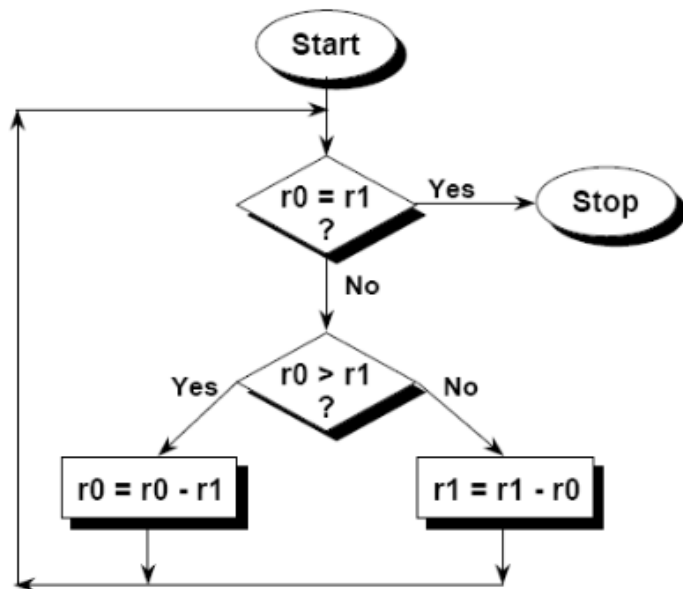 Start
r0 = r1
?
Yes
Stop
No
r0 > r1
?
Yes
No
r0 = r0 - r1
r1 = r1 - r0